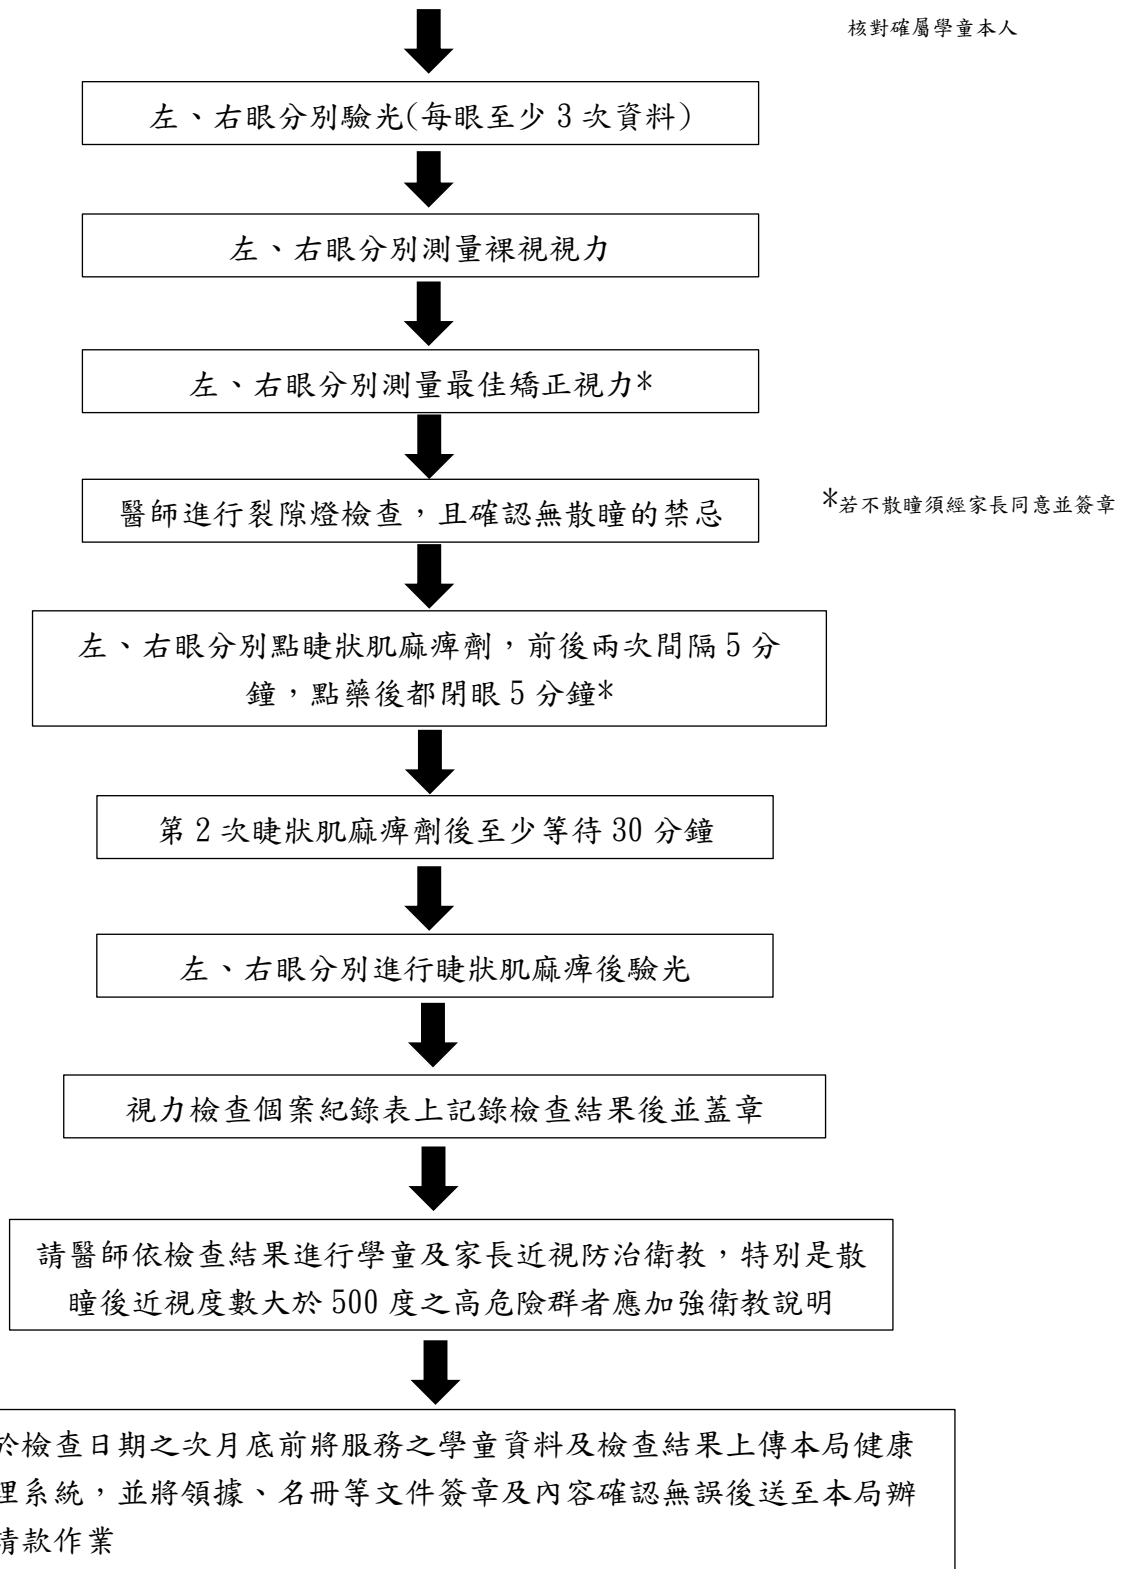 核對確屬學童本人
左、右眼分別驗光(每眼至少 3 次資料)
左、右眼分別測量裸視視力
左、右眼分別測量最佳矯正視力*
醫師進行裂隙燈檢查，且確認無散瞳的禁忌
*若不散瞳須經家長同意並簽章
左、右眼分別點睫狀肌麻痺劑，前後兩次間隔 5 分
鐘，點藥後都閉眼 5 分鐘*
第 2 次睫狀肌麻痺劑後至少等待 30 分鐘
左、右眼分別進行睫狀肌麻痺後驗光
視力檢查個案紀錄表上記錄檢查結果後並蓋章
請醫師依檢查結果進行學童及家長近視防治衛教，特別是散
瞳後近視度數大於 500 度之高危險群者應加強衛教說明
於檢查日期之次月底前將服務之學童資料及檢查結果上傳本局健康
理系統，並將領據、名冊等文件簽章及內容確認無誤後送至本局辦
請款作業